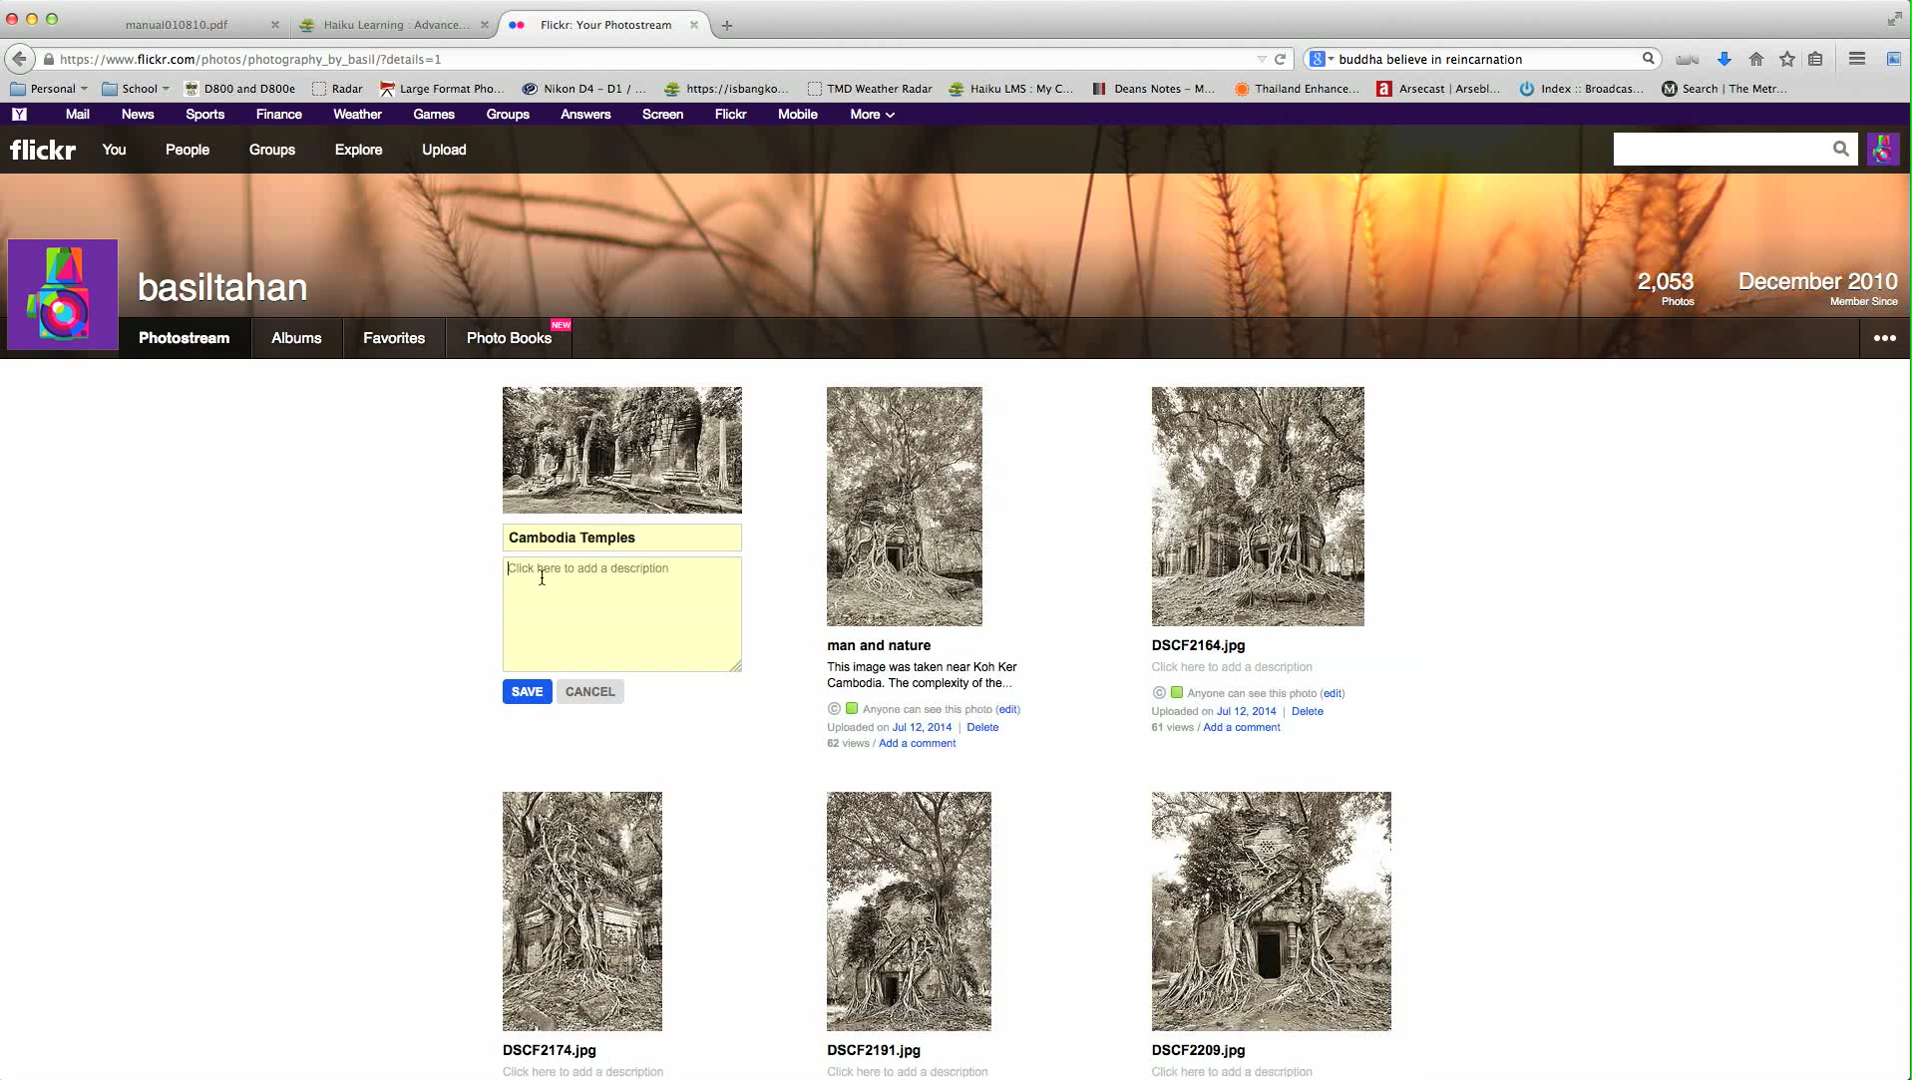 manual010810.pdf
Haiku Learning : Advance...
Flickr: Your Photostream
https://www.flickr.com/photos/photography_by_basil/?details=1
buddha believe in reincarnation
Personal
School
D800 and D800e
Radar
Large Format Pho...
Nikon D4 - D1 / ...
https://isbangko...
TMD Weather Radar
Haiku LMS : My C...
Deans Notes - M...
Thailand Enhance...
Arsecast | Arsebl...
Index :: Broadcas...
Search | The Metr...
Y Mail News Sports Finance Weather Games Groups Answers Screen Flickr Mobile More
flickr You People Groups Explore Upload
basiltahan
2,053
Photos
December 2010
Member Since
Photostream Albums Favorites Photo Books NEW
Cambodia Temples
Click here to add a description
SAVE CANCEL
man and nature
This image was taken near Koh Ker
Cambodia. The complexity of the...
© Anyone can see this photo (edit)
Uploaded on Jul 12, 2014 | Delete
62 views / Add a comment
DSCF2164.jpg
Click here to add a description
© Anyone can see this photo (edit)
Uploaded on Jul 12, 2014 | Delete
61 views / Add a comment
DSCF2174.jpg
Click here to add a description
DSCF2191.jpg
Click here to add a description
DSCF2209.jpg
Click here to add a description